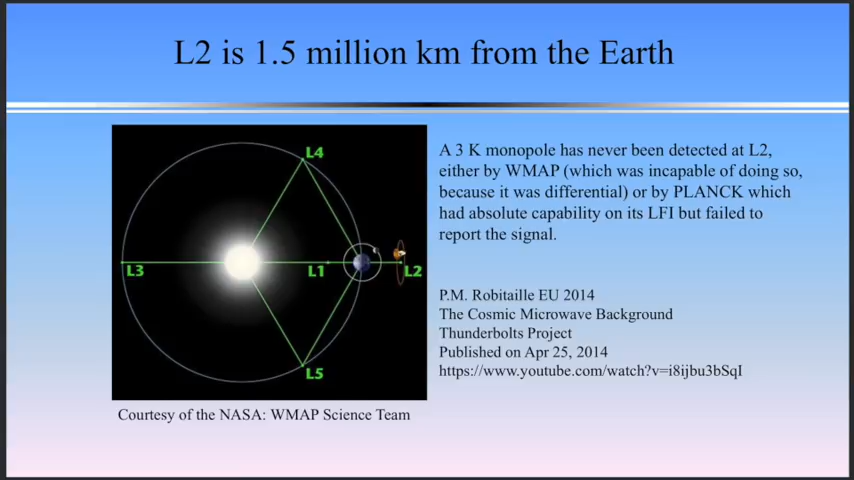 L2 is 1.5 million km from the Earth
L4
L3
L1
L2
L5
A 3 K monopole has never been detected at L2,
either by WMAP (which was incapable of doing so,
because it was differential) or by PLANCK which
had absolute capability on its LFI but failed to
report the signal.
P.M. Robitaille EU 2014
The Cosmic Microwave Background
Thunderbolts Project
Published on Apr 25, 2014
https://www.youtube.com/watch?v=i8ijbu3bSqI
Courtesy of the NASA: WMAP Science Team